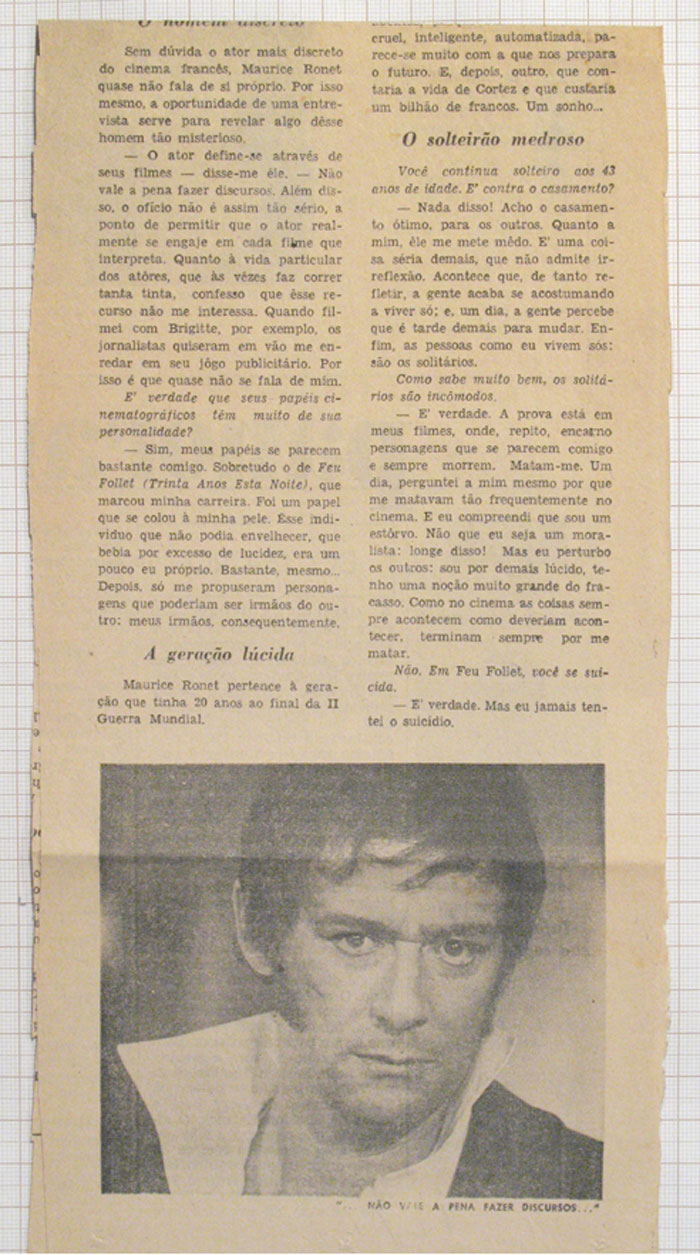 O homem discreto
Sem dúvida o ator mais discreto
do cinema francês, Maurice Ronet
quase não fala de si próprio. Por isso
mesmo, a oportunidade de uma entre-
vista serve para revelar algo dêsse
homem tão misterioso.
— O ator define-se através de
seus filmes — disse-me êle. — Não
vale a pena fazer discursos. Além dis-
so, o ofício não é assim tão sério, a
ponto de permitir que o ator real-
mente se engaje em cada filme que
interpreta. Quanto à vida particular
dos atôres, que às vêzes faz correr
tanta tinta, confesso que êsse re-
curso não me interessa. Quando fil-
mei com Brigitte, por exemplo, os
jornalistas quiseram em vão me en-
redar em seu jôgo publicitário. Por
isso é que quase não se fala de mim.
E' verdade que seus papéis ci-
nematográficos têm muito de sua
personalidade?
— Sim, meus papéis se parecem
bastante comigo. Sobretudo o de Feu
Follet (Trinta Anos Esta Noite), que
marcou minha carreira. Foi um papel
que se colou à minha pele. Êsse indi-
víduo que não podia envelhecer, que
bebia por excesso de lucidez, era um
pouco eu próprio. Bastante, mesmo...
Depois, só me propuseram persona-
gens que poderiam ser irmãos do ou-
tro: meus irmãos, consequentemente.
A geração lúcida
Maurice Ronet pertence à gera-
ção que tinha 20 anos ao final da II
Guerra Mundial.
cruel, inteligente, automatizada, pa-
rece-se muito com a que nos prepara
o futuro. E, depois, outro, que con-
taria a vida de Cortez e que custaria
um bilhão de francos. Um sonho...
O solteirão medroso
Você continua solteiro aos 43
anos de idade. E' contra o casamento?
— Nada disso! Acho o casamen-
to ótimo, para os outros. Quanto a
mim, êle me mete mêdo. E' uma coi-
sa séria demais, que não admite ir-
reflexão. Acontece que, de tanto re-
fletir, a gente acaba se acostumando
a viver só; e, um dia, a gente percebe
que é tarde demais para mudar. En-
fim, as pessoas como eu vivem sós:
são os solitários.
Como sabe muito bem, os solitá-
rios são incômodos.
— E' verdade. A prova está em
meus filmes, onde, repito, encarno
personagens que se parecem comigo
e sempre morrem. Matam-me. Um
dia, perguntei a mim mesmo por que
me matavam tão frequentemente no
cinema. E eu compreendi que sou um
estôrvo. Não que eu seja um mora-
lista: longe disso! Mas eu perturbo
os outros: sou por demais lúcido, te-
nho uma noção muito grande do fra-
casso. Como no cinema as coisas sem-
pre acontecem como deveriam acon-
tecer, terminam sempre por me
matar.
Não. Em Feu Follet, você se sui-
cida.
— E' verdade. Mas eu jamais ten-
tei o suicídio.
"... NÃO VALE A PENA FAZER DISCURSOS..."